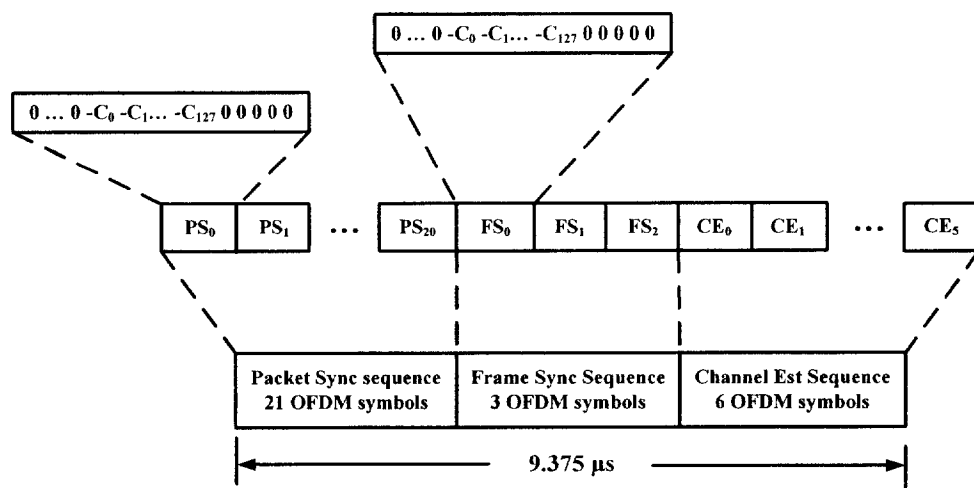 0 ... 0 -C₀ -C₁... -C₁₂₇ 0 0 0 0 0
0 ... 0 -C₀ -C₁... -C₁₂₇ 0 0 0 0 0
PS₀ PS₁ ... PS₂₀ FS₀ FS₁ FS₂ CE₀ CE₁ ... CE₅
Packet Sync sequence Frame Sync Sequence Channel Est Sequence
21 OFDM symbols 3 OFDM symbols 6 OFDM symbols
9.375 µs